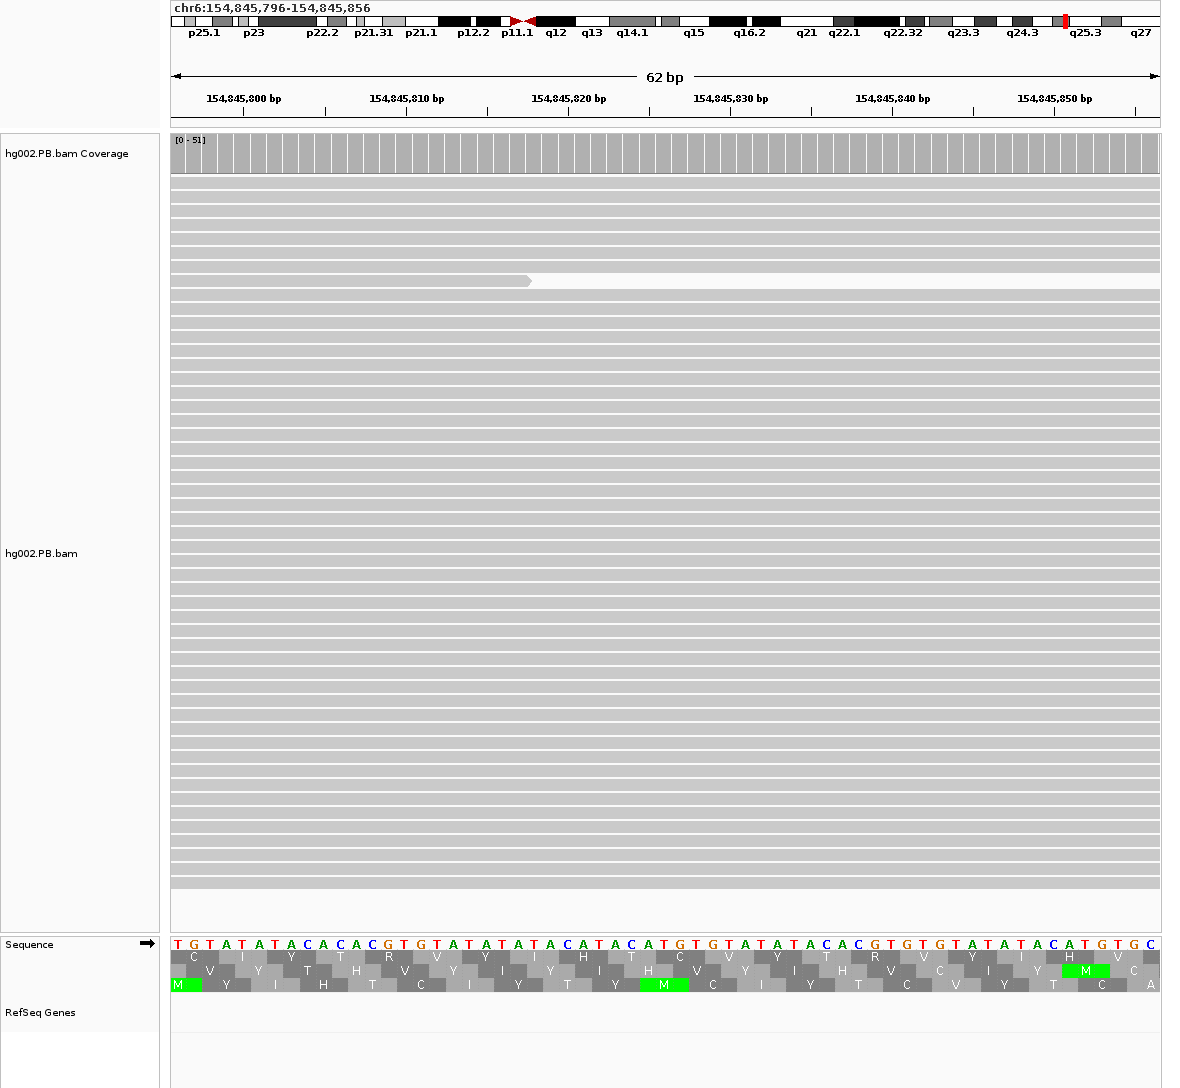 chr6:154,845,796-154,845,856
p25.1 p23 p22.2 p21.31 p21.1 p12.2 p11.1 q12 q13 q14.1 q15 q16.2 q21 q22.1 q22.32 q23.3 q24.3 q25.3 q27
62 bp
154,845,800 bp 154,845,810 bp 154,845,820 bp 154,845,830 bp 154,845,840 bp 154,845,850 bp
[0 - 51]
hg002.PB.bam Coverage
hg002.PB.bam
Sequence
T G T A T A T A C A C A C G T G T A T A T A T A C A T A C A T G T G T A T A T A C A C G T G T G T A T A T A C A T G T G C
C I Y T R V Y I H T C V Y T R V Y I H V
V Y T H V Y I Y I H V Y I H V C I Y M C
M Y I H T C I Y T Y M C I Y T C V Y T C A
RefSeq Genes